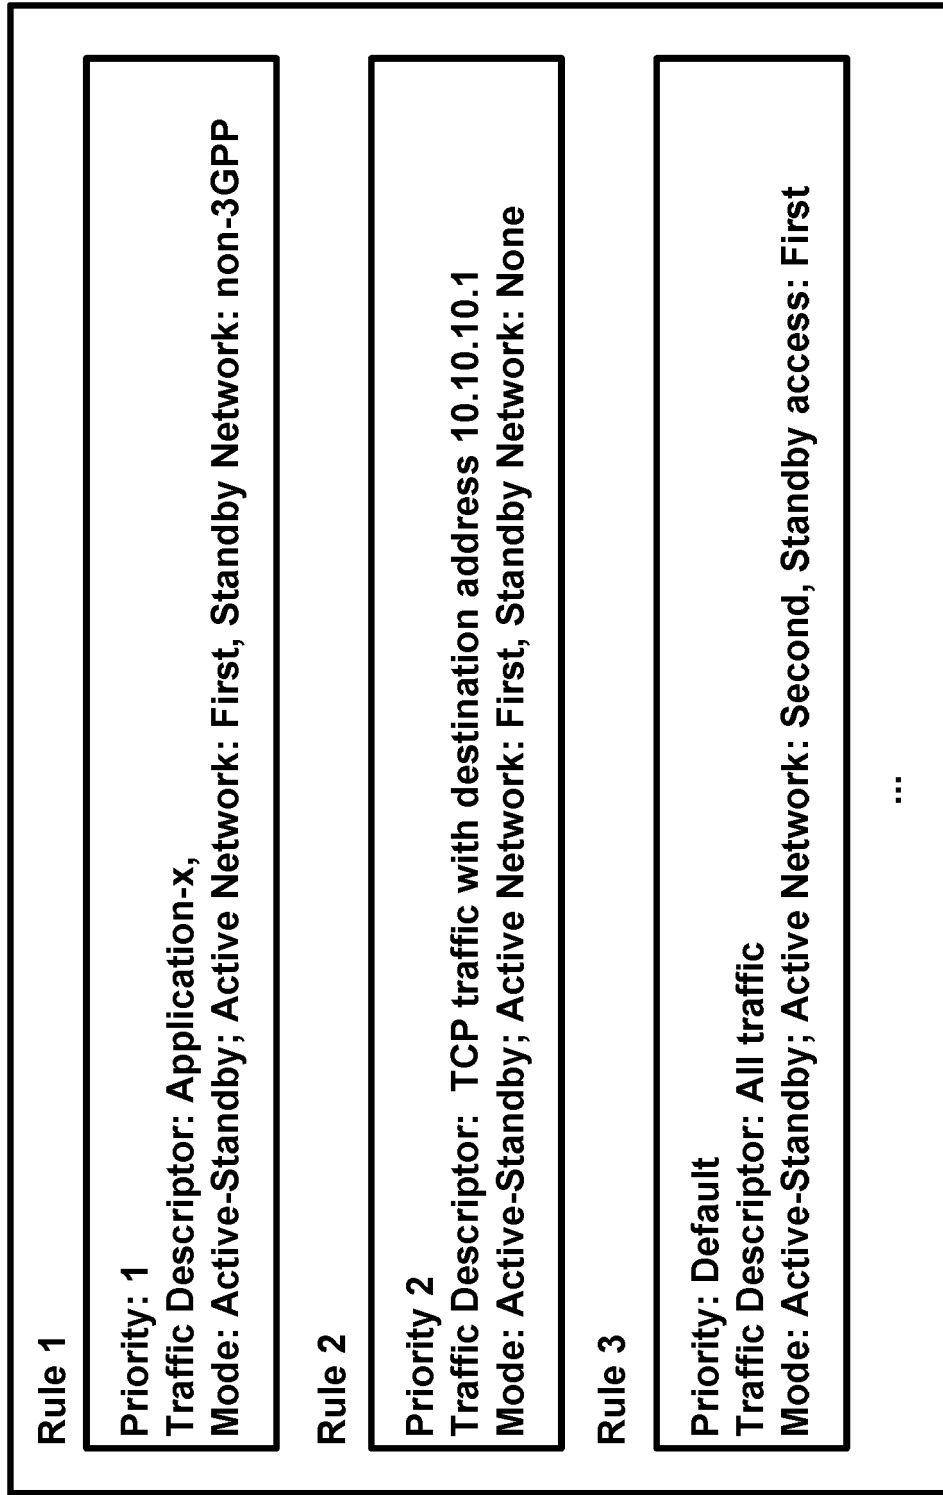 Rule 1
Priority: 1
Traffic Descriptor: Application-x,
Mode: Active-Standby; Active Network: First, Standby Network: non-3GPP
Rule 2
Priority 2
Traffic Descriptor: TCP traffic with destination address 10.10.10.1
Mode: Active-Standby; Active Network: First, Standby Network: None
Rule 3
Priority: Default
Traffic Descriptor: All traffic
Mode: Active-Standby; Active Network: Second, Standby access: First
...